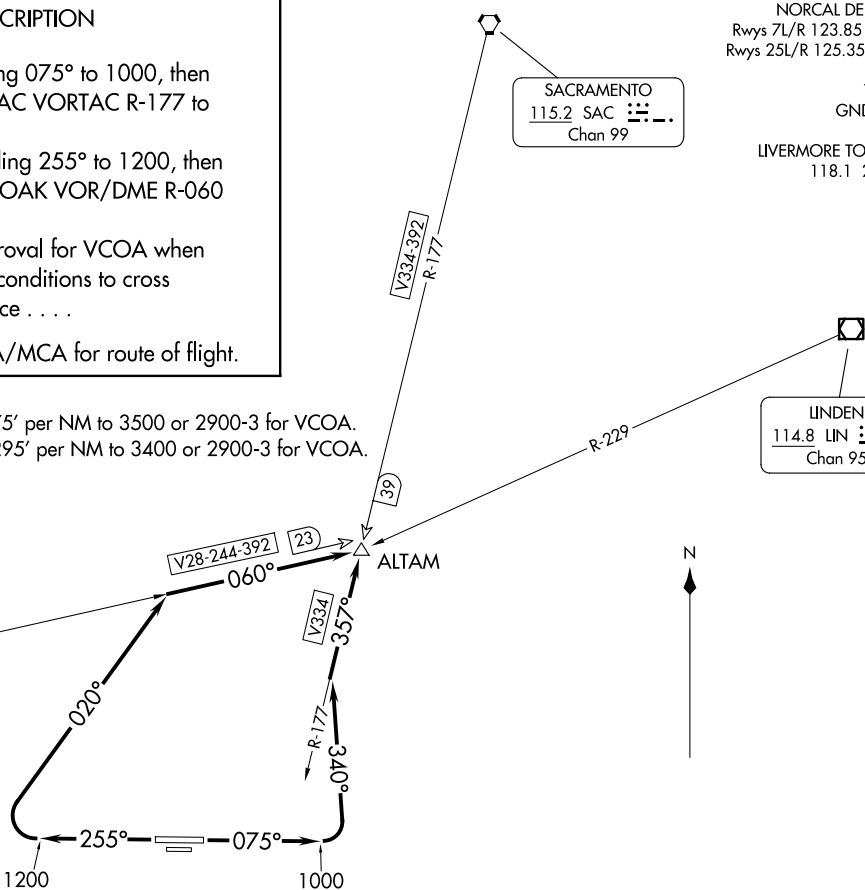 CRIPTION
ng 075° to 1000, then
AC VORTAC R-177 to
ling 255° to 1200, then
OAK VOR/DME R-060
roval for VCOA when
conditions to cross
ce . . . .
A/MCA for route of flight.
75' per NM to 3500 or 2900-3 for VCOA.
295' per NM to 3400 or 2900-3 for VCOA.
NORCAL DE
Rwys 7L/R 123.85
Rwys 25L/R 125.35
GND
LIVERMORE TO
118.1 2
SACRAMENTO
115.2 SAC
Chan 99
V334-392
R-177
LINDEN
114.8 LIN
Chan 95
R-229
39
V28-244-392
23
060°
ALTAM
N
V334
357°
020°
R-177
340°
255°
075°
1200
1000